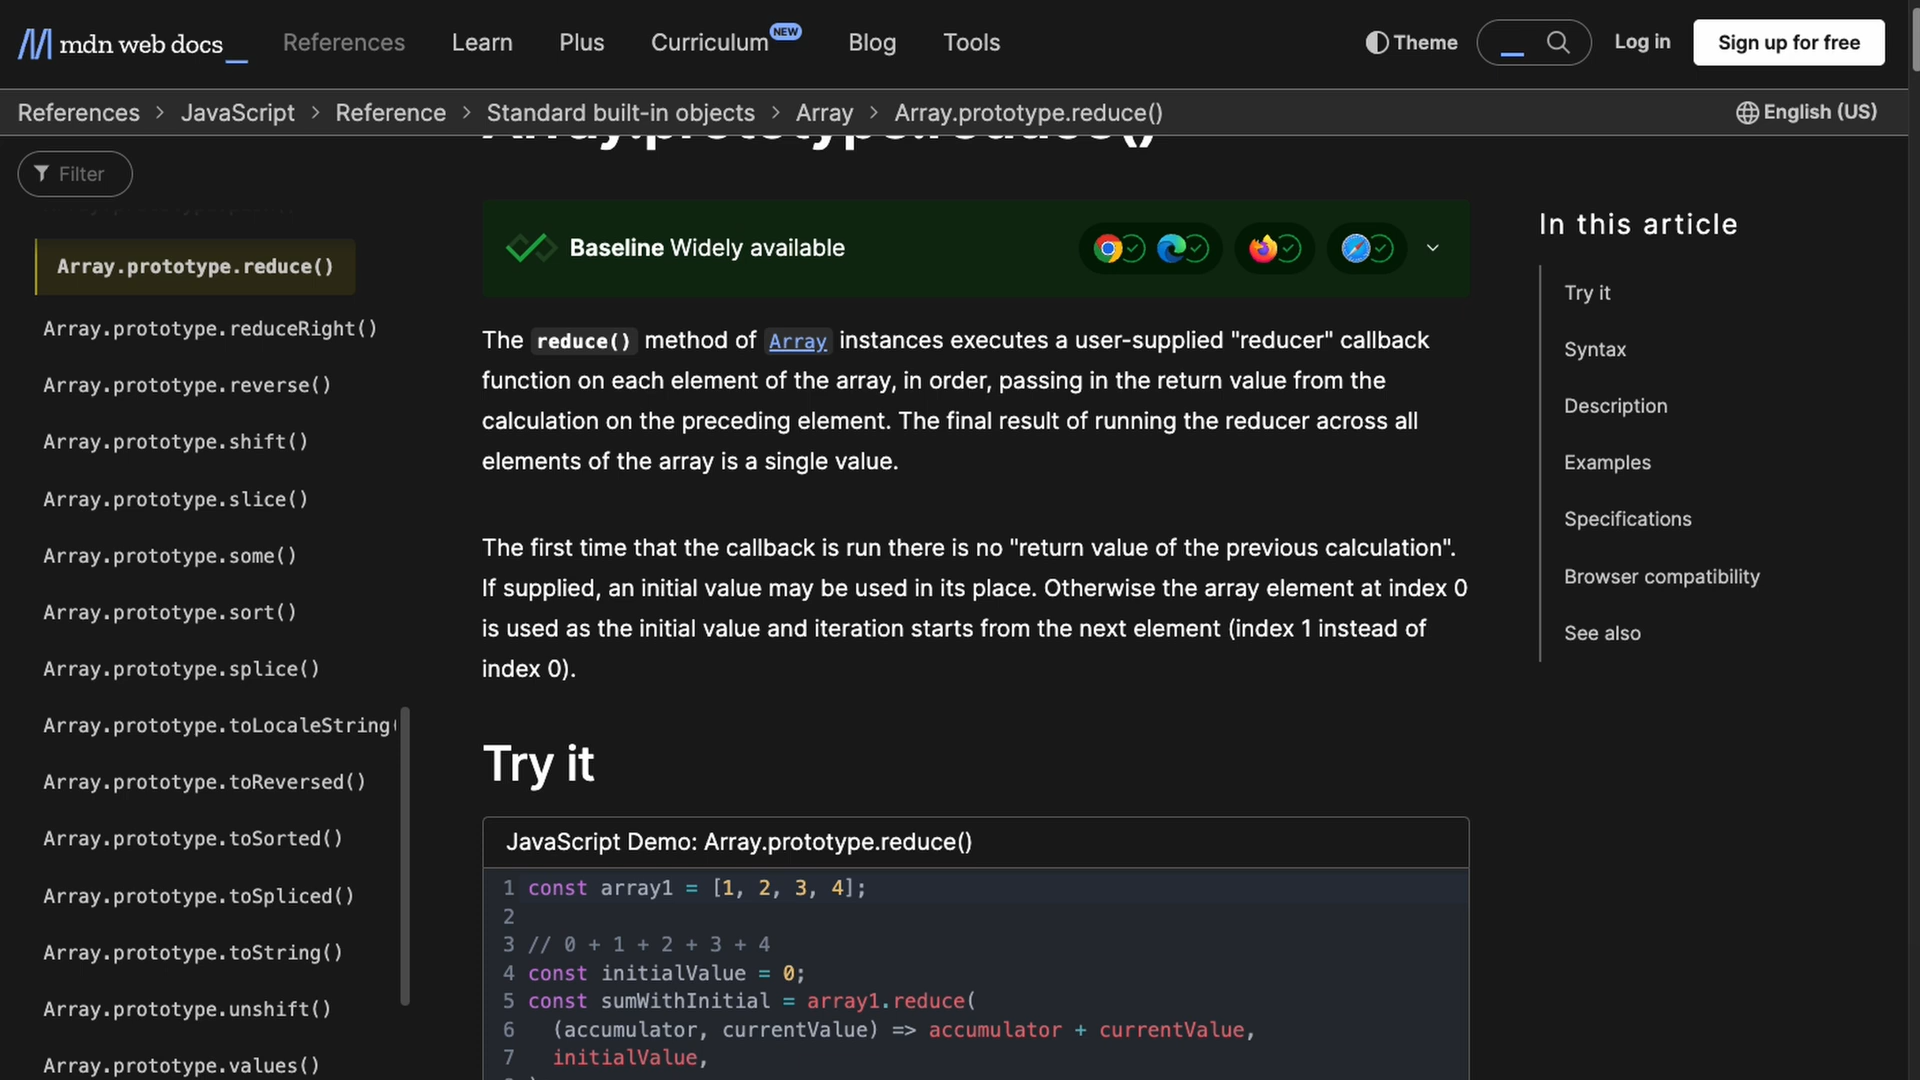 mdn web docs_
References
Learn
Plus
Curriculum NEW
Blog
Tools
Theme
Log in
Sign up for free
References > JavaScript > Reference > Standard built-in objects > Array > Array.prototype.reduce()
English (US)
Filter
Array.prototype.reduce()
Array.prototype.reduceRight()
Array.prototype.reverse()
Array.prototype.shift()
Array.prototype.slice()
Array.prototype.some()
Array.prototype.sort()
Array.prototype.splice()
Array.prototype.toLocaleString(
Array.prototype.toReversed()
Array.prototype.toSorted()
Array.prototype.toSpliced()
Array.prototype.toString()
Array.prototype.unshift()
Array.prototype.values()
Array.prototype.reduce()
Baseline Widely available
The reduce() method of Array instances executes a user-supplied "reducer" callback
function on each element of the array, in order, passing in the return value from the
calculation on the preceding element. The final result of running the reducer across all
elements of the array is a single value.
The first time that the callback is run there is no "return value of the previous calculation".
If supplied, an initial value may be used in its place. Otherwise the array element at index 0
is used as the initial value and iteration starts from the next element (index 1 instead of
index 0).
Try it
JavaScript Demo: Array.prototype.reduce()
1 const array1 = [1, 2, 3, 4];
2
3 // 0 + 1 + 2 + 3 + 4
4 const initialValue = 0;
5 const sumWithInitial = array1.reduce(
6 (accumulator, currentValue) => accumulator + currentValue,
7 initialValue,
In this article
Try it
Syntax
Description
Examples
Specifications
Browser compatibility
See also